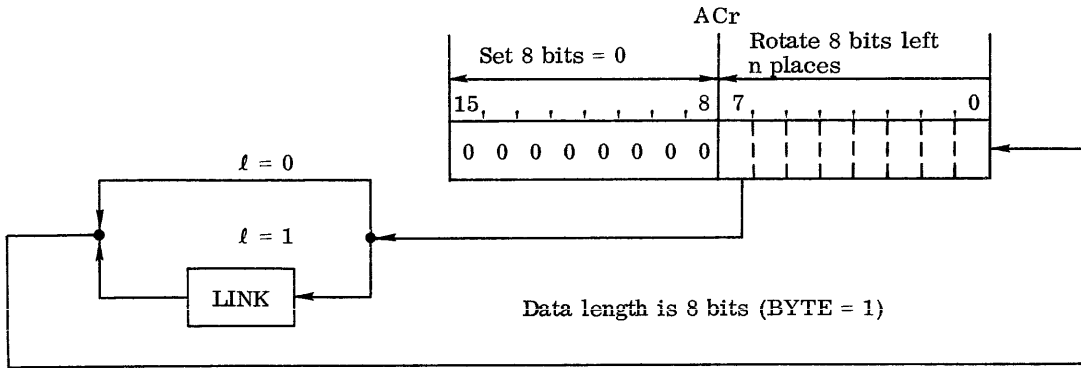 ACr
Set 8 bits = 0
Rotate 8 bits left
n places
15 8 7 0
0 0 0 0 0 0 0 0
ℓ = 0
ℓ = 1
LINK
Data length is 8 bits (BYTE = 1)